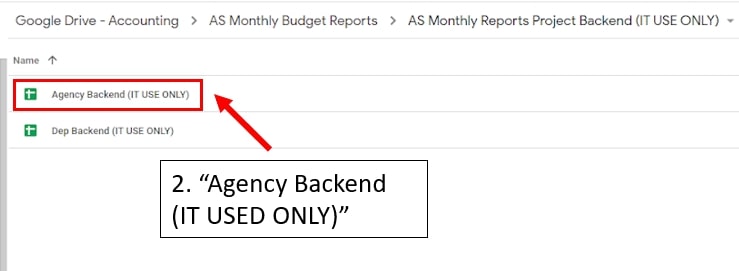 Google Drive - Accounting > AS Monthly Budget Reports > AS Monthly Reports Project Backend (IT USE ONLY)
Name ↑
Agency Backend (IT USE ONLY)
Dep Backend (IT USE ONLY)
2. “Agency Backend
(IT USED ONLY)”